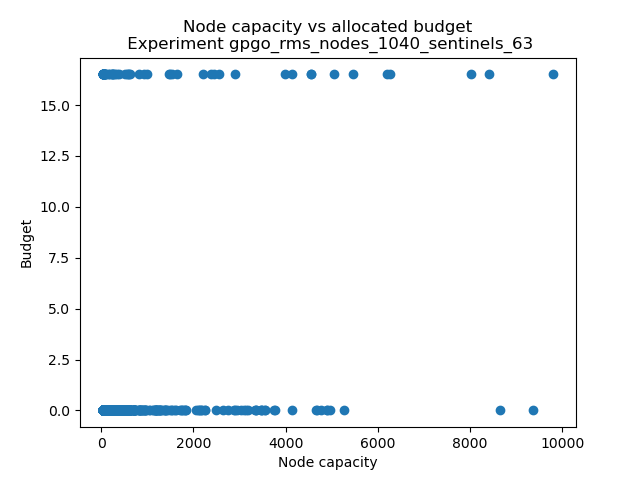 Node capacity vs allocated budget
Experiment gpgo_rms_nodes_1040_sentinels_63
15.0
12.5
10.0
7.5
5.0
2.5
0.0
Budget
0 2000 4000 6000 8000 10000
Node capacity